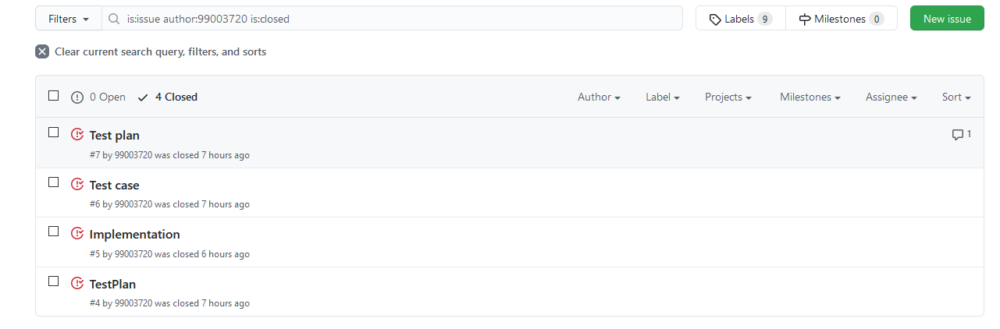 Filters is:issue author:99003720 is:closed Labels 9 Milestones 0 New issue
Clear current search query, filters, and sorts
0 Open 4 Closed Author Label Projects Milestones Assignee Sort
Test plan 1
#7 by 99003720 was closed 7 hours ago
Test case
#6 by 99003720 was closed 7 hours ago
Implementation
#5 by 99003720 was closed 6 hours ago
TestPlan
#4 by 99003720 was closed 7 hours ago